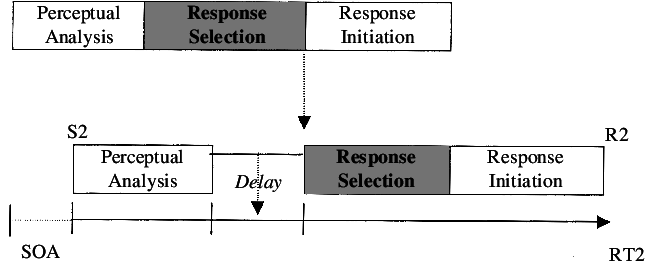 Perceptual Response Response
Analysis Selection Initiation
S2 R2
Perceptual Response Response
Analysis Delay Selection Initiation
SOA RT2